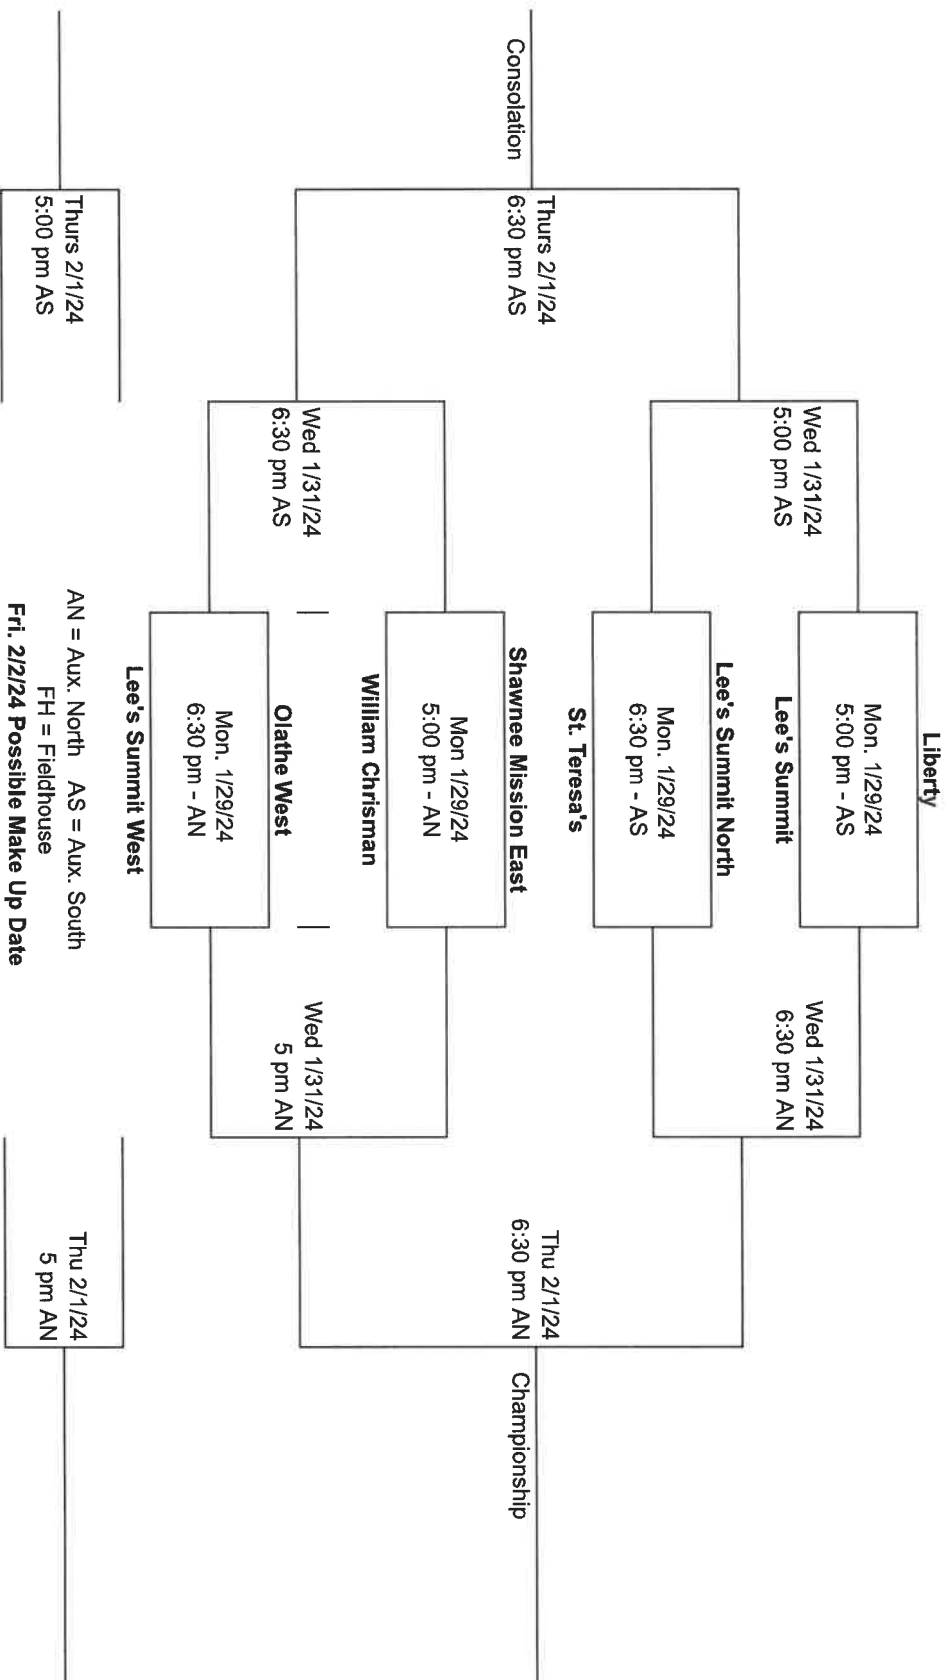 Liberty
Mon. 1/29/24
5:00 pm - AS
Lee's Summit
Wed 1/31/24
5:00 pm AS
Wed 1/31/24
6:30 pm AN
Lee's Summit North
Mon. 1/29/24
6:30 pm - AS
St. Teresa's
Thurs 2/1/24
6:30 pm AS
Consolation
Thu 2/1/24
6:30 pm AN
Championship
Shawnee Mission East
Mon 1/29/24
5:00 pm - AN
William Chrisman
Wed 1/31/24
6:30 pm AS
Wed 1/31/24
5 pm AN
Olathe West
Mon. 1/29/24
6:30 pm - AN
Lee's Summit West
Thurs 2/1/24
5:00 pm AS
AN = Aux. North AS = Aux. South
FH = Fieldhouse
Fri. 2/2/24 Possible Make Up Date
Thu 2/1/24
5 pm AN